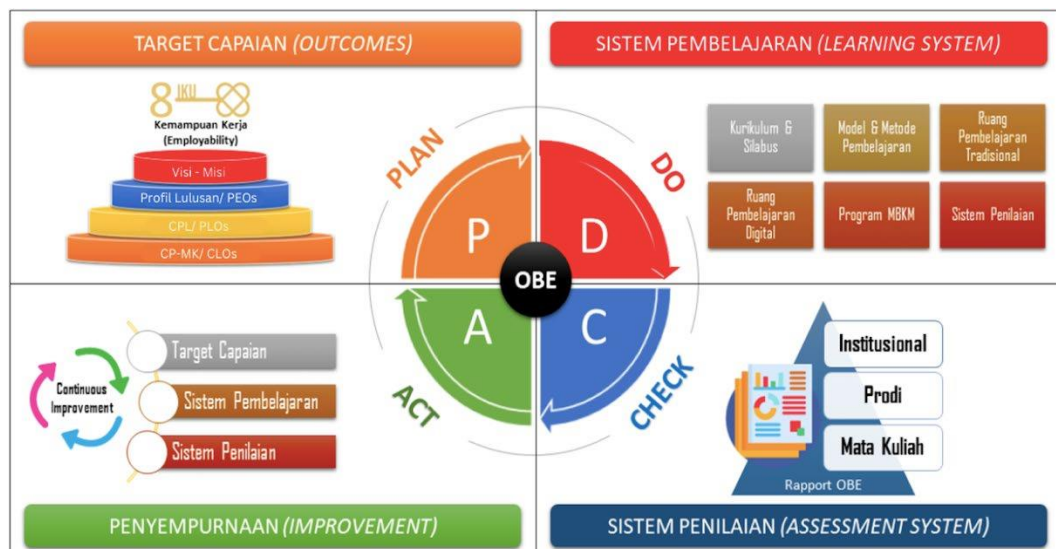 TARGET CAPAIAN (OUTCOMES)
8 IKU
Kemampuan Kerja
(Employability)
Visi - Misi
Profil Lulusan/ PEOs
CPL/ PLOs
CP-MK/ CLOs
SISTEM PEMBELAJARAN (LEARNING SYSTEM)
Kurikulum &
Silabus
Model & Metode
Pembelajaran
Ruang
Pembelajaran
Tradisional
Ruang
Pembelajaran
Digital
Program MBKM
Sistem Penilaian
PLAN
DO
P
D
OBE
A
C
ACT
CHECK
Continuous
Improvement
Target Capaian
Sistem Pembelajaran
Sistem Penilaian
PENYEMPURNAAN (IMPROVEMENT)
Institusional
Prodi
Mata Kuliah
Rapport OBE
SISTEM PENILAIAN (ASSESSMENT SYSTEM)